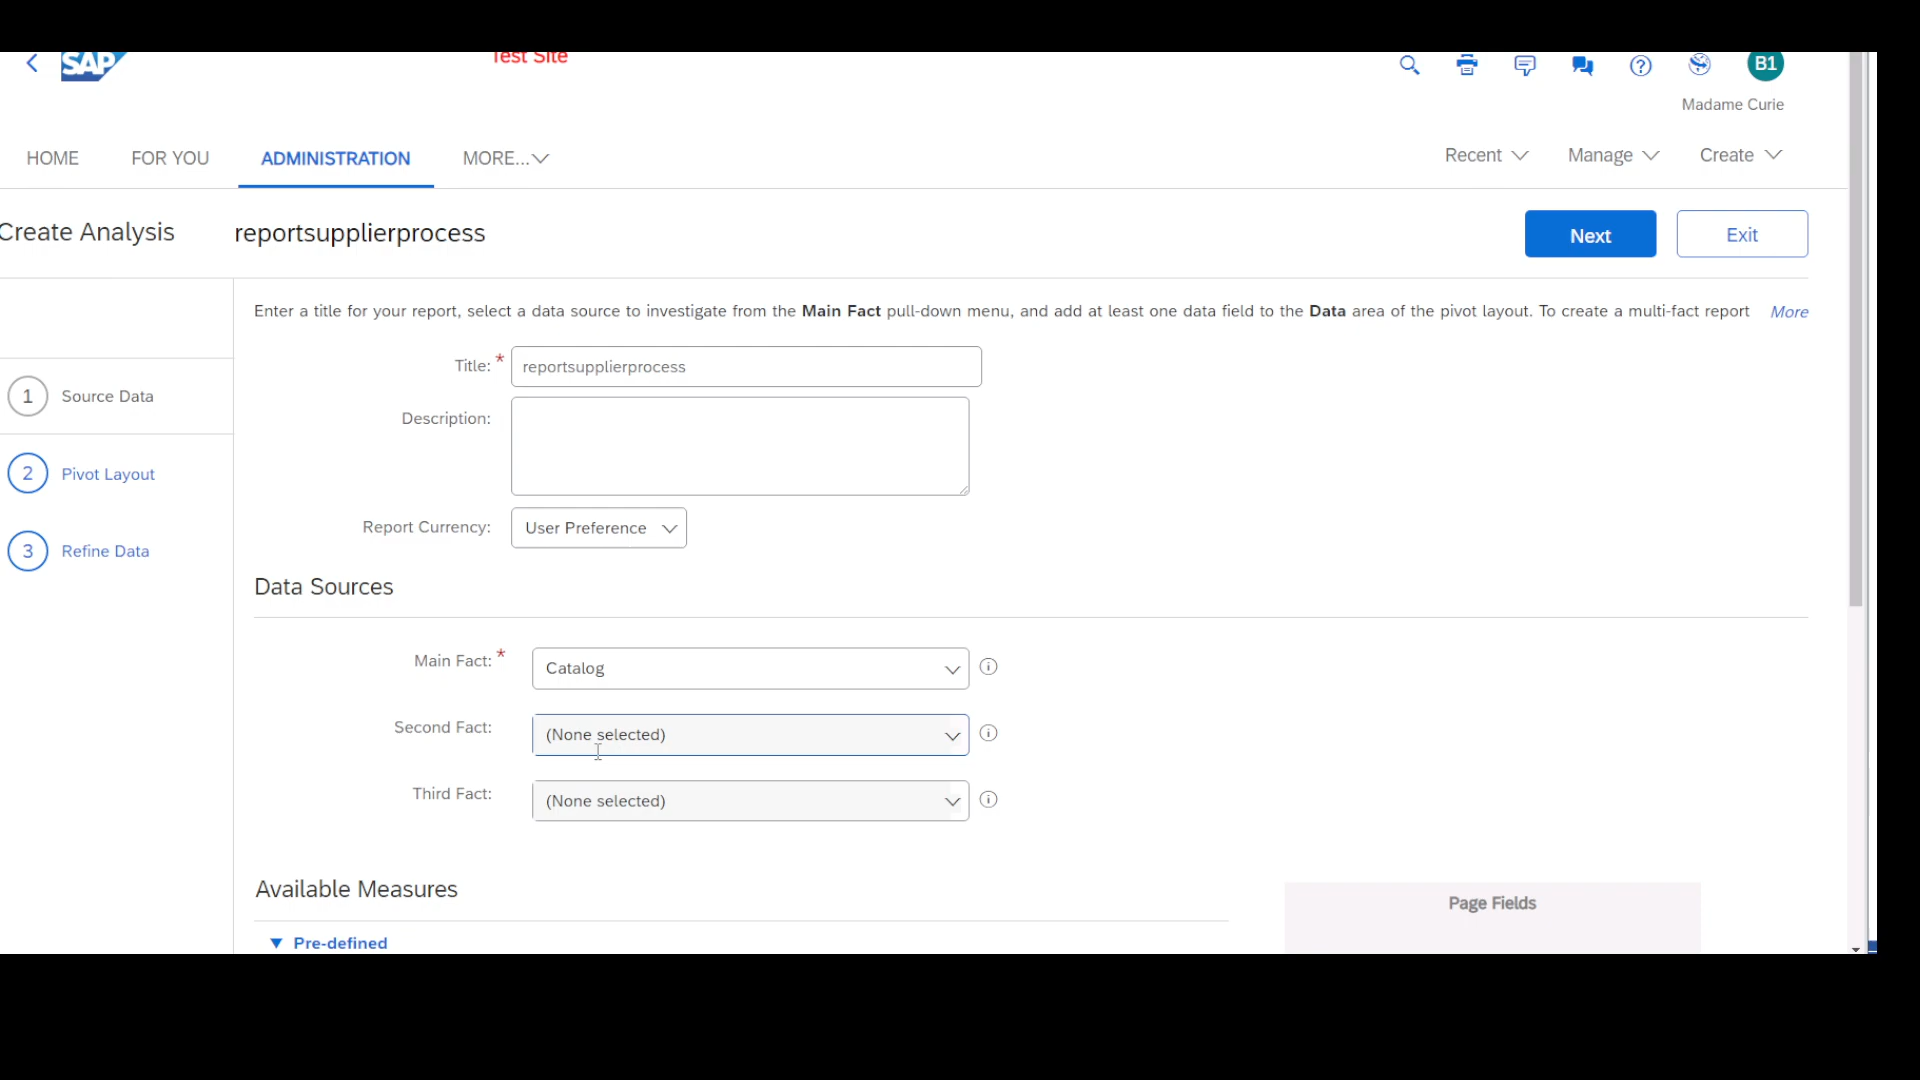 SAP
Test Site
B1
Madame Curie
HOME FOR YOU ADMINISTRATION MORE... Recent Manage Create
Create Analysis reportsupplierprocess Next Exit
Enter a title for your report, select a data source to investigate from the Main Fact pull-down menu, and add at least one data field to the Data area of the pivot layout. To create a multi-fact report More
Title: * reportsupplierprocess
1 Source Data
Description:
2 Pivot Layout
Report Currency: User Preference
3 Refine Data
Data Sources
Main Fact: * Catalog
Second Fact: (None selected)
Third Fact: (None selected)
Available Measures
Page Fields
Pre-defined